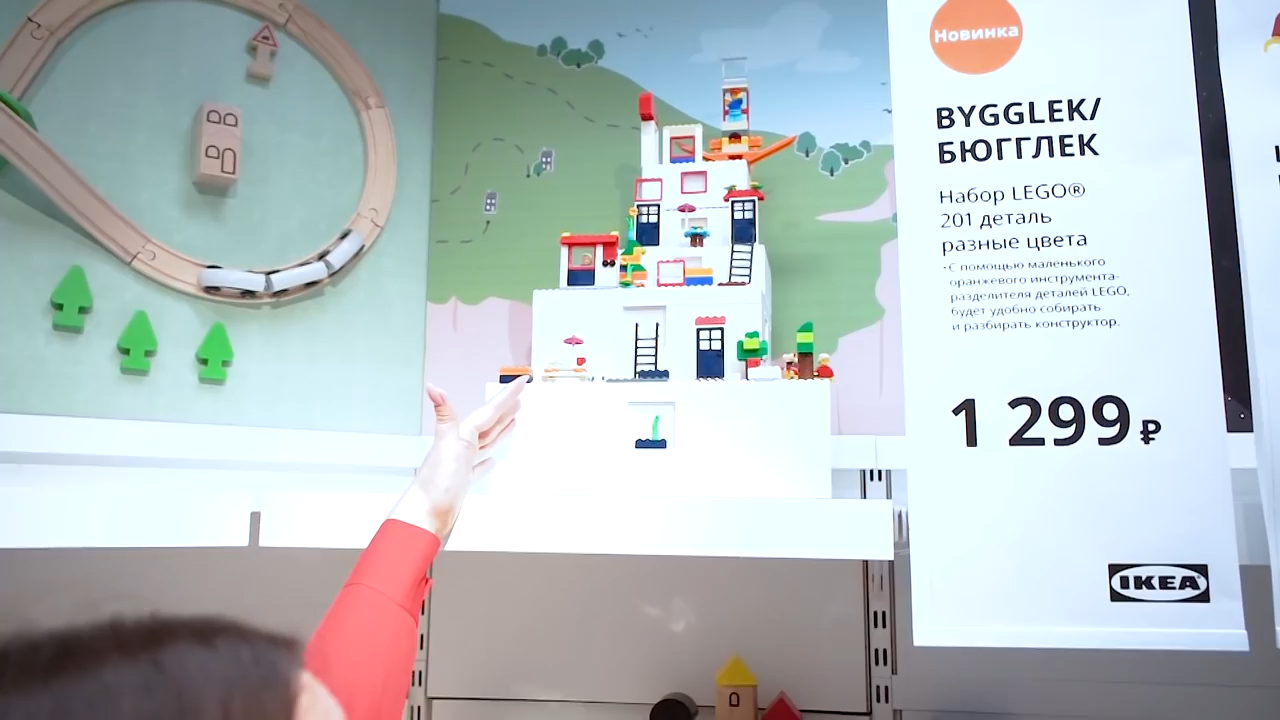 Новинка
BYGGLEK/
БЮГГЛЕК
Набор LEGO®
201 деталь
разные цвета
·С помощью маленького
оранжевого инструмента-
разделителя деталей LEGO,
будет удобно собирать
и разбирать конструктор.
1 299 ₽
IKEA